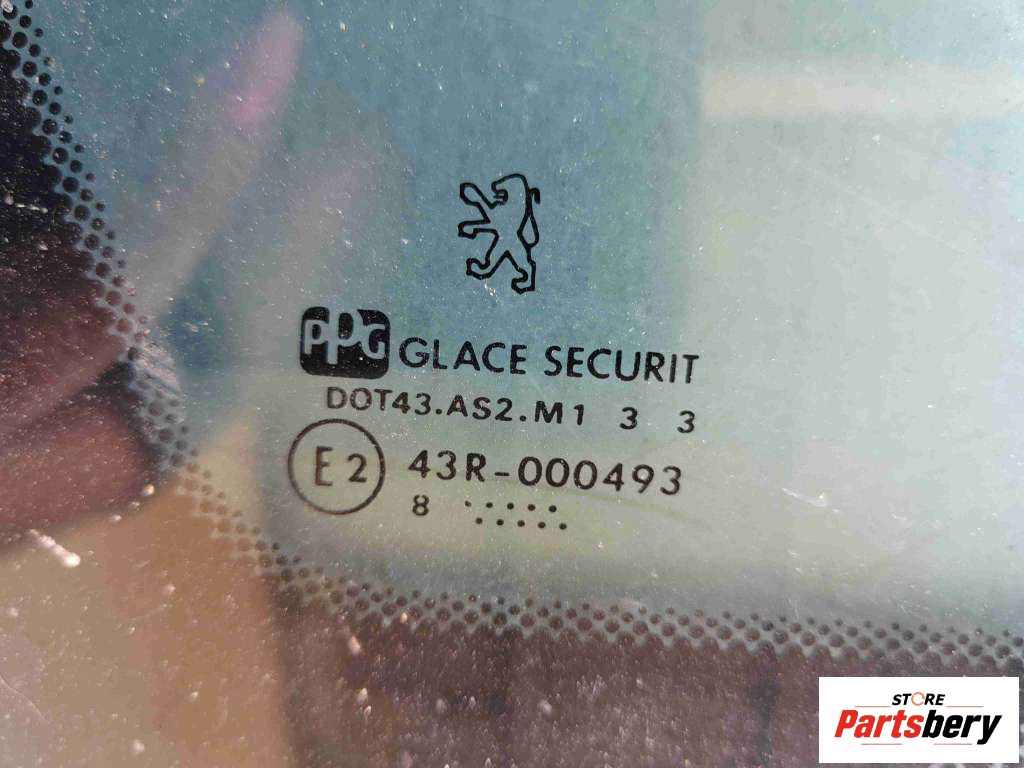 PPG GLACE SECURIT
DOT43.AS2.M1 3 3
E2 43R-000493
8
STORE
Partsbery